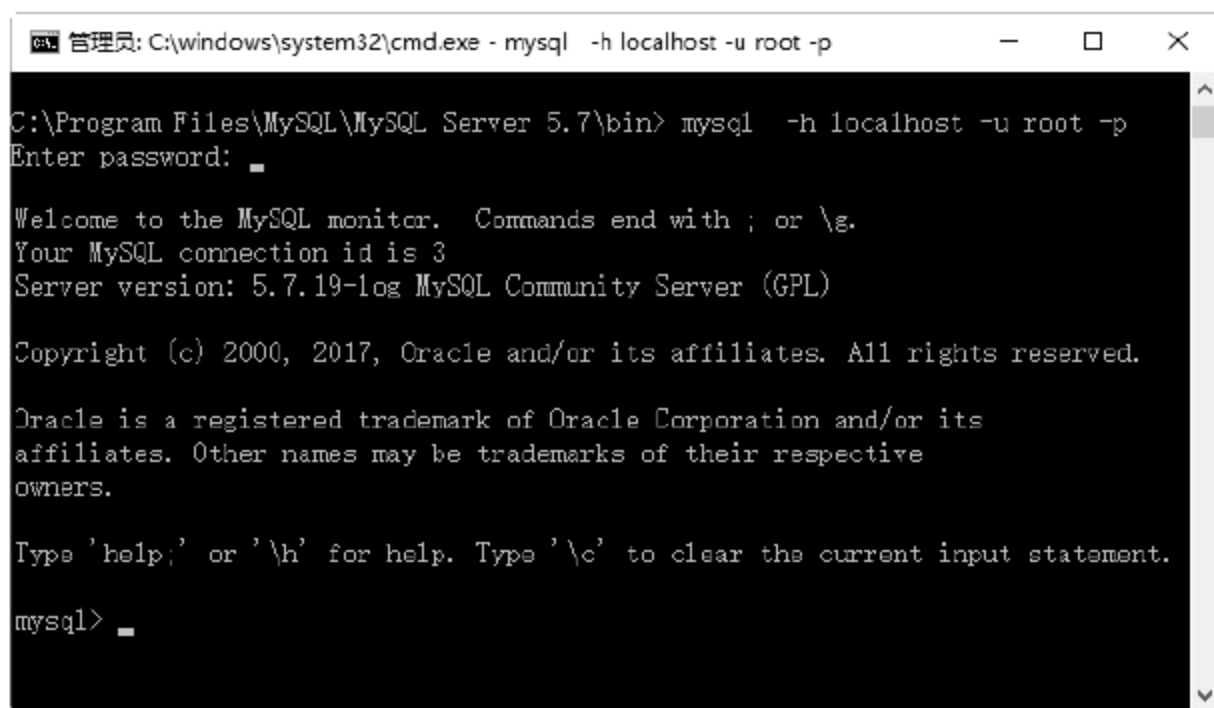 管理员: C:\windows\system32\cmd.exe - mysql  -h localhost -u root -p
C:\Program Files\MySQL\MySQL Server 5.7\bin> mysql  -h localhost -u root -p
Enter password:
Welcome to the MySQL monitor.  Commands end with ; or \g.
Your MySQL connection id is 3
Server version: 5.7.19-log MySQL Community Server (GPL)
Copyright (c) 2000, 2017, Oracle and/or its affiliates. All rights reserved.
Oracle is a registered trademark of Oracle Corporation and/or its
affiliates. Other names may be trademarks of their respective
owners.
Type 'help;' or '\h' for help. Type '\c' to clear the current input statement.
mysql>